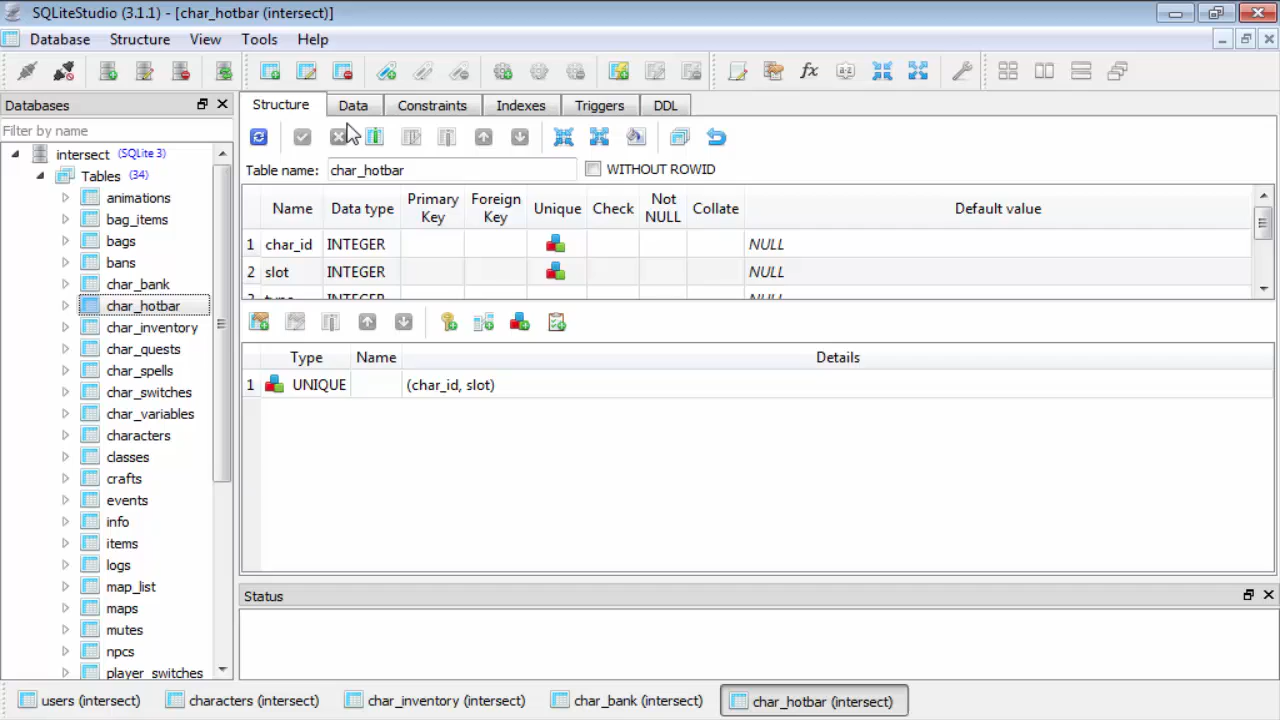 SQLiteStudio (3.1.1) - [char_hotbar (intersect)]
Database Structure View Tools Help
Databases
Filter by name
intersect (SQLite 3)
Tables (34)
animations
bag_items
bags
bans
char_bank
char_hotbar
char_inventory
char_quests
char_spells
char_switches
char_variables
characters
classes
crafts
events
info
items
logs
map_list
maps
mutes
npcs
player_switches
Structure Data Constraints Indexes Triggers DDL
Table name: char_hotbar WITHOUT ROWID
Name Data type Primary Key Foreign Key Unique Check Not NULL Collate Default value
1 char_id INTEGER NULL
2 slot INTEGER NULL
3 type INTEGER NULL
Type Name Details
1 UNIQUE (char_id, slot)
Status
users (intersect) characters (intersect) char_inventory (intersect) char_bank (intersect) char_hotbar (intersect)